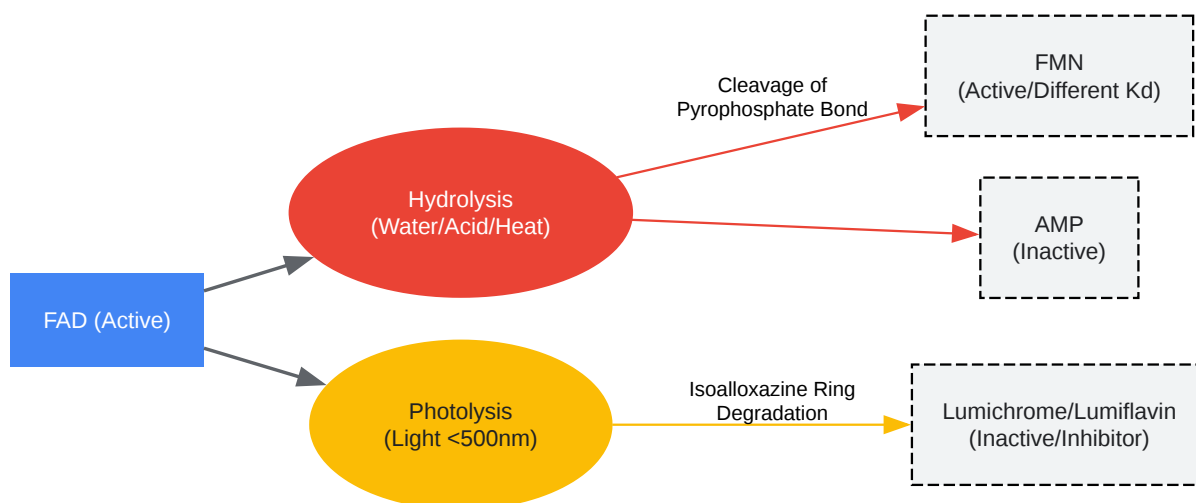 FAD (Active)
Hydrolysis
(Water/Acid/Heat)
Photolysis
(Light <500nm)
Cleavage of
Pyrophosphate Bond
Isoalloxazine Ring
Degradation
FMN
(Active/Different Kd)
AMP
(Inactive)
Lumichrome/Lumiflavin
(Inactive/Inhibitor)